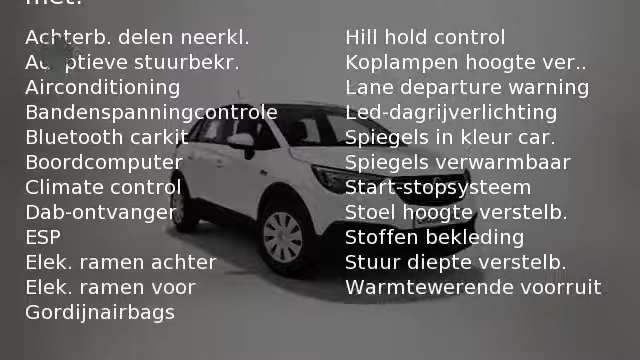 met:
Achterb. delen neerkl.
Adaptieve stuurbekr.
Airconditioning
Bandenspanningcontrole
Bluetooth carkit
Boordcomputer
Climate control
Dab-ontvanger
ESP
Elek. ramen achter
Elek. ramen voor
Gordijnairbags
Hill hold control
Koplampen hoogte ver..
Lane departure warning
Led-dagrijverlichting
Spiegels in kleur car.
Spiegels verwarmbaar
Start-stopsysteem
Stoel hoogte verstelb.
Stoffen bekleding
Stuur diepte verstelb.
Warmtewerende voorruit